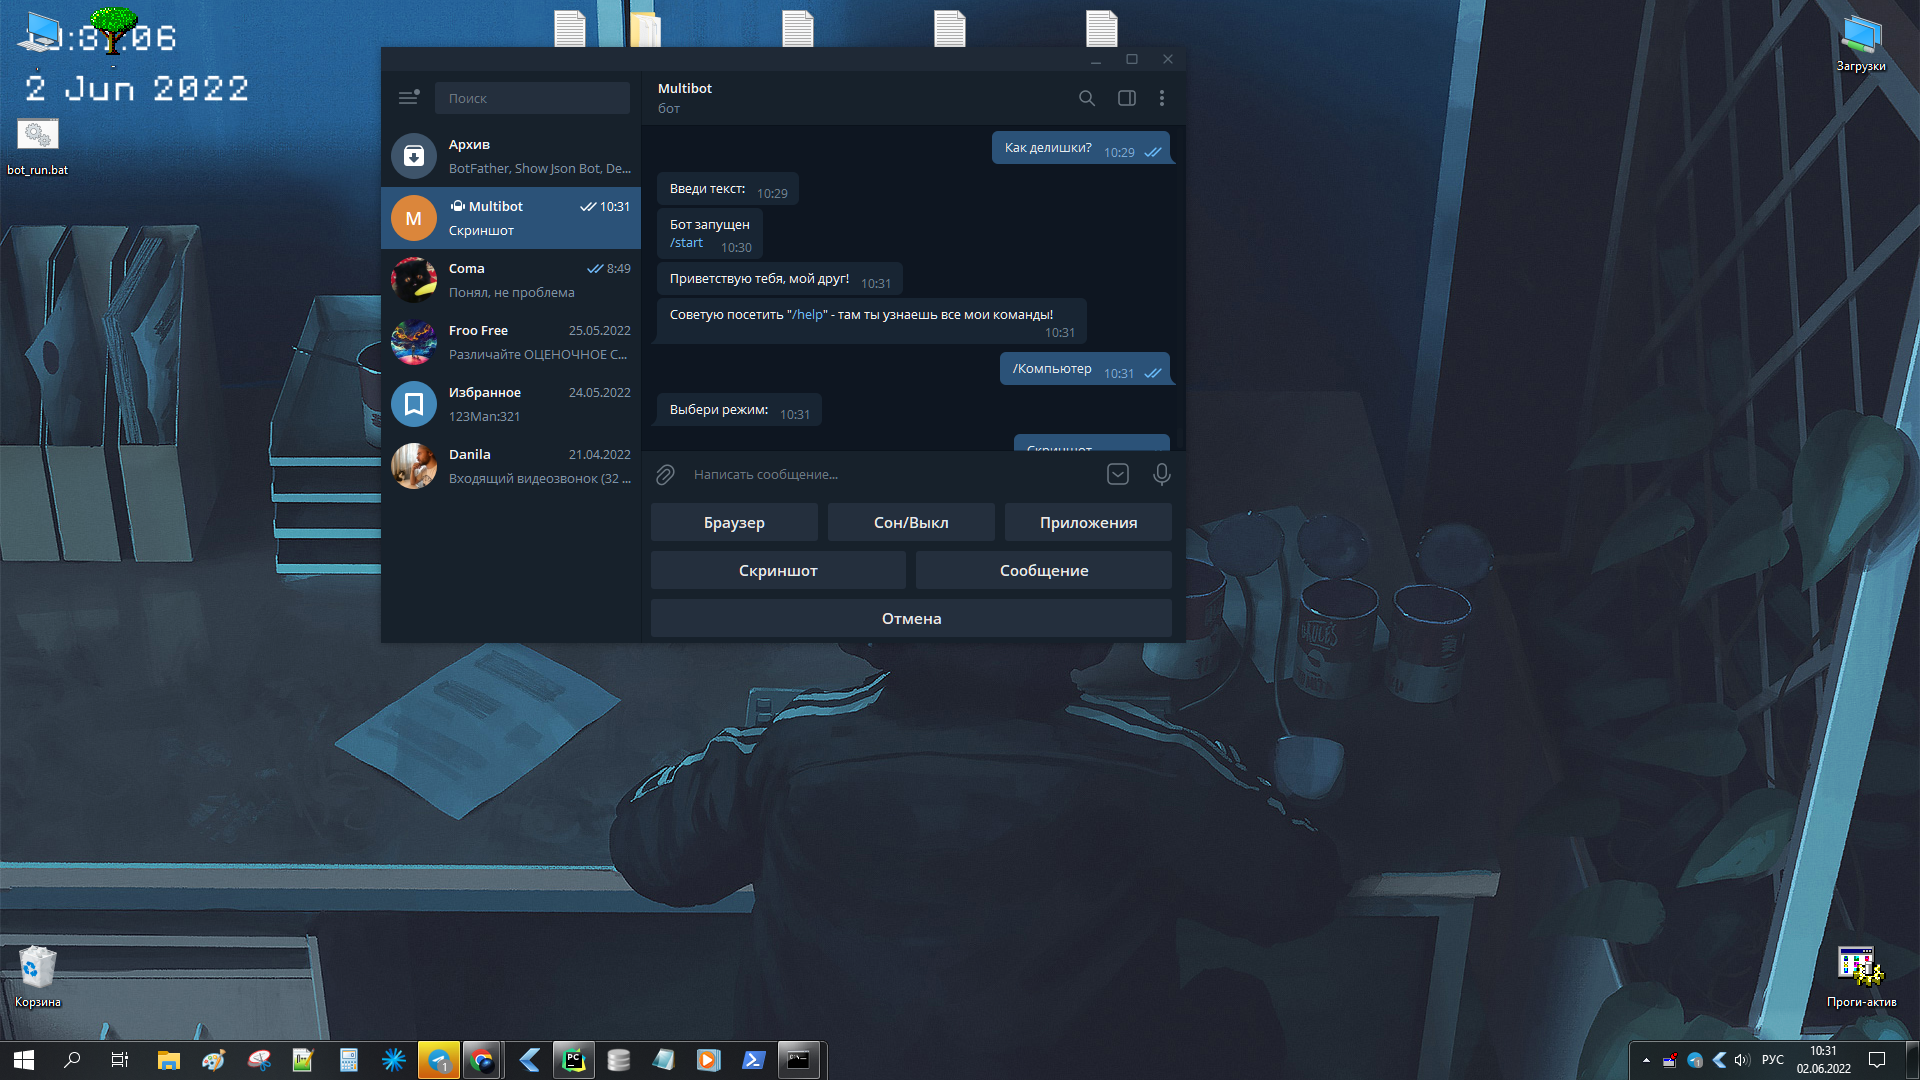 2 Jun 2022
bot_run.bat
Загрузки
Поиск
Архив
BotFather, Show Json Bot, De...
M
Multibot
10:31
Скриншот
Coma
8:49
Понял, не проблема
Froo Free
25.05.2022
Различайте ОЦЕНОЧНОЕ С...
Избранное
24.05.2022
123Man:321
Danila
21.04.2022
Входящий видеозвонок (32 ...
Multibot
бот
Как делишки? 10:29
Введи текст: 10:29
Бот запущен
/start 10:30
Приветствую тебя, мой друг! 10:31
Советую посетить "/help" - там ты узнаешь все мои команды!
10:31
/Компьютер 10:31
Выбери режим: 10:31
Скриншот
Написать сообщение...
Браузер
Сон/Выкл
Приложения
Скриншот
Сообщение
Отмена
BRUCE'S
Корзина
Проги-актив
1
PC
РУС
10:31
02.06.2022